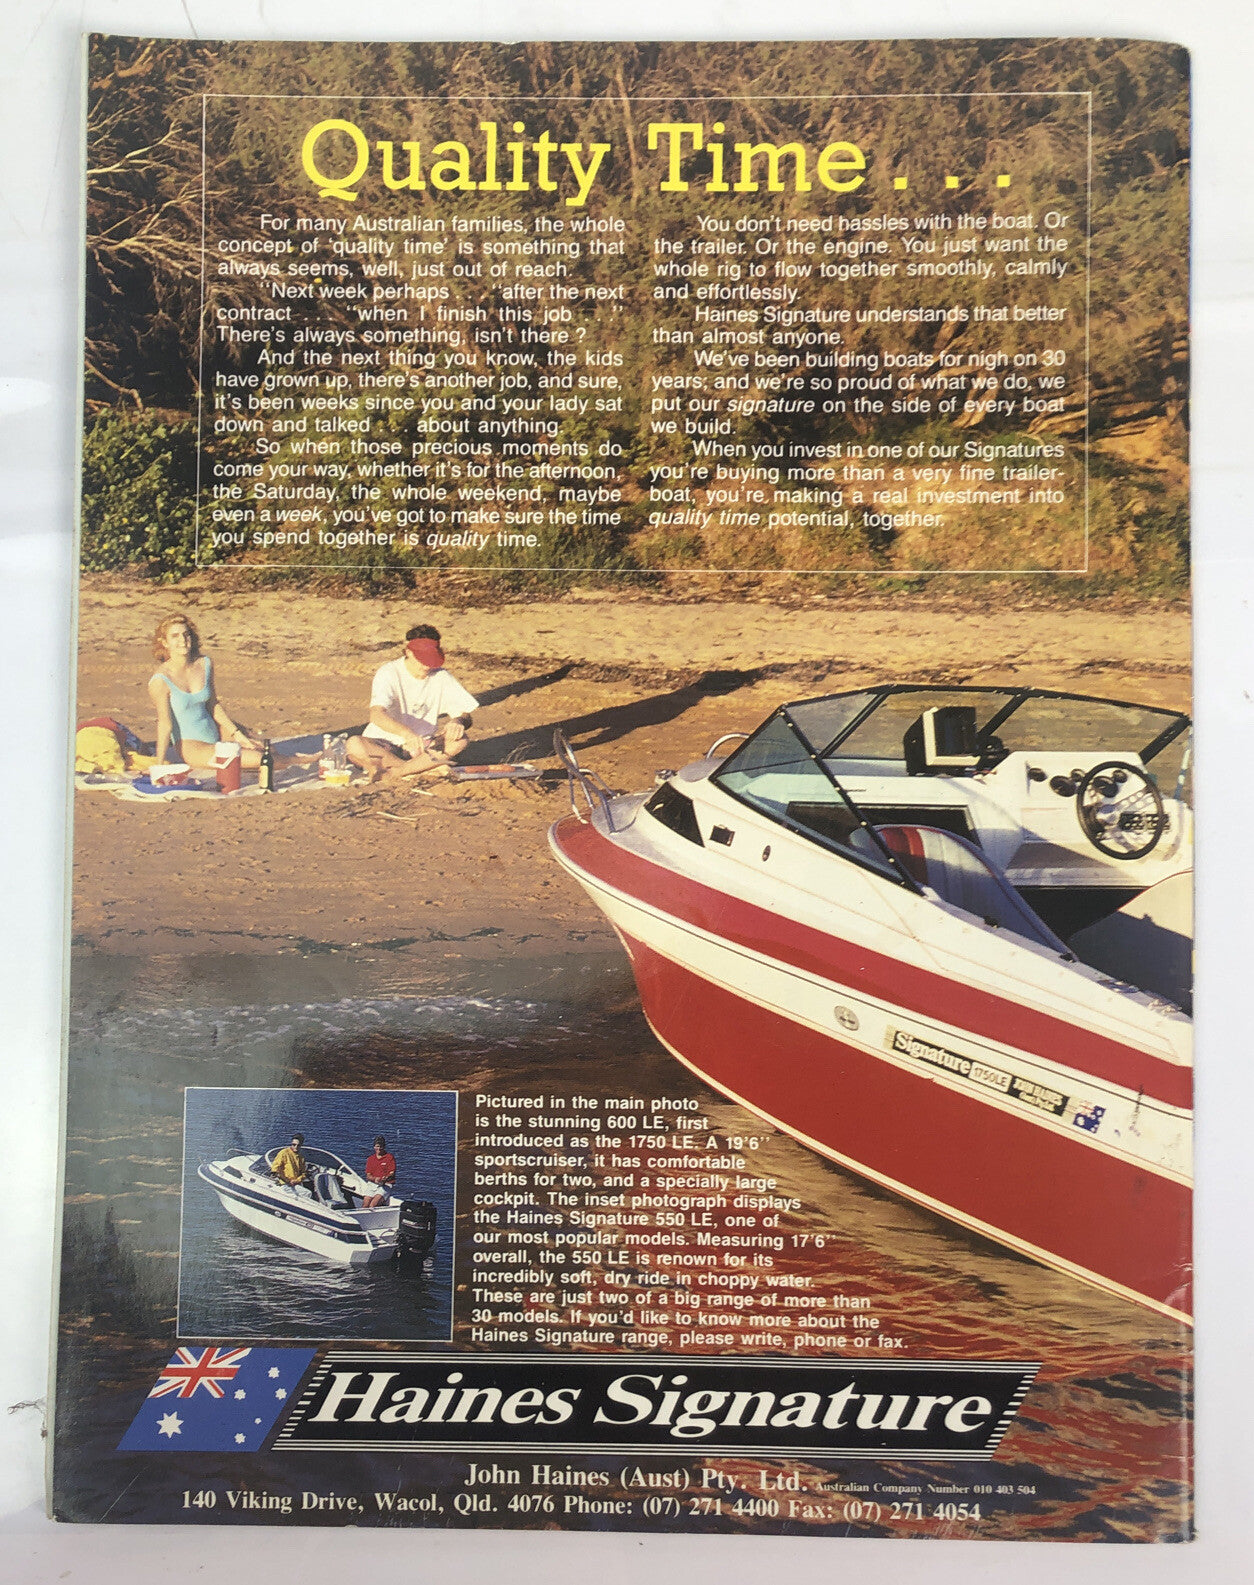 Quality Time . . .
For many Australian families, the whole
concept of 'quality time' is something that
always seems, well, just out of reach.
"Next week perhaps . . . "after the next
contract . . . "when I finish this job . . ."
There's always something, isn't there ?
And the next thing you know, the kids
have grown up, there's another job, and sure,
it's been weeks since you and your lady sat
down and talked . . . about anything.
So when those precious moments do
come your way, whether it's for the afternoon,
the Saturday, the whole weekend, maybe
even a week, you've got to make sure the time
you spend together is quality time.
You don't need hassles with the boat. Or
the trailer. Or the engine. You just want the
whole rig to flow together smoothly, calmly
and effortlessly.
Haines Signature understands that better
than almost anyone.
We've been building boats for nigh on 30
years; and we're so proud of what we do, we
put our signature on the side of every boat
we build.
When you invest in one of our Signatures
you're buying more than a very fine trailer-
boat, you're making a real investment into
quality time potential, together.
Signature 1750LE JOHN HAINES
Pictured in the main photo
is the stunning 600 LE, first
introduced as the 1750 LE. A 19'6"
sportscruiser, it has comfortable
berths for two, and a specially large
cockpit. The inset photograph displays
the Haines Signature 550 LE, one of
our most popular models. Measuring 17'6"
overall, the 550 LE is renown for its
incredibly soft, dry ride in choppy water.
These are just two of a big range of more than
30 models. If you'd like to know more about the
Haines Signature range, please write, phone or fax.
Haines Signature
John Haines (Aust) Pty. Ltd. Australian Company Number 010 403 504
140 Viking Drive, Wacol, Qld. 4076 Phone: (07) 271 4400 Fax: (07) 271 4054